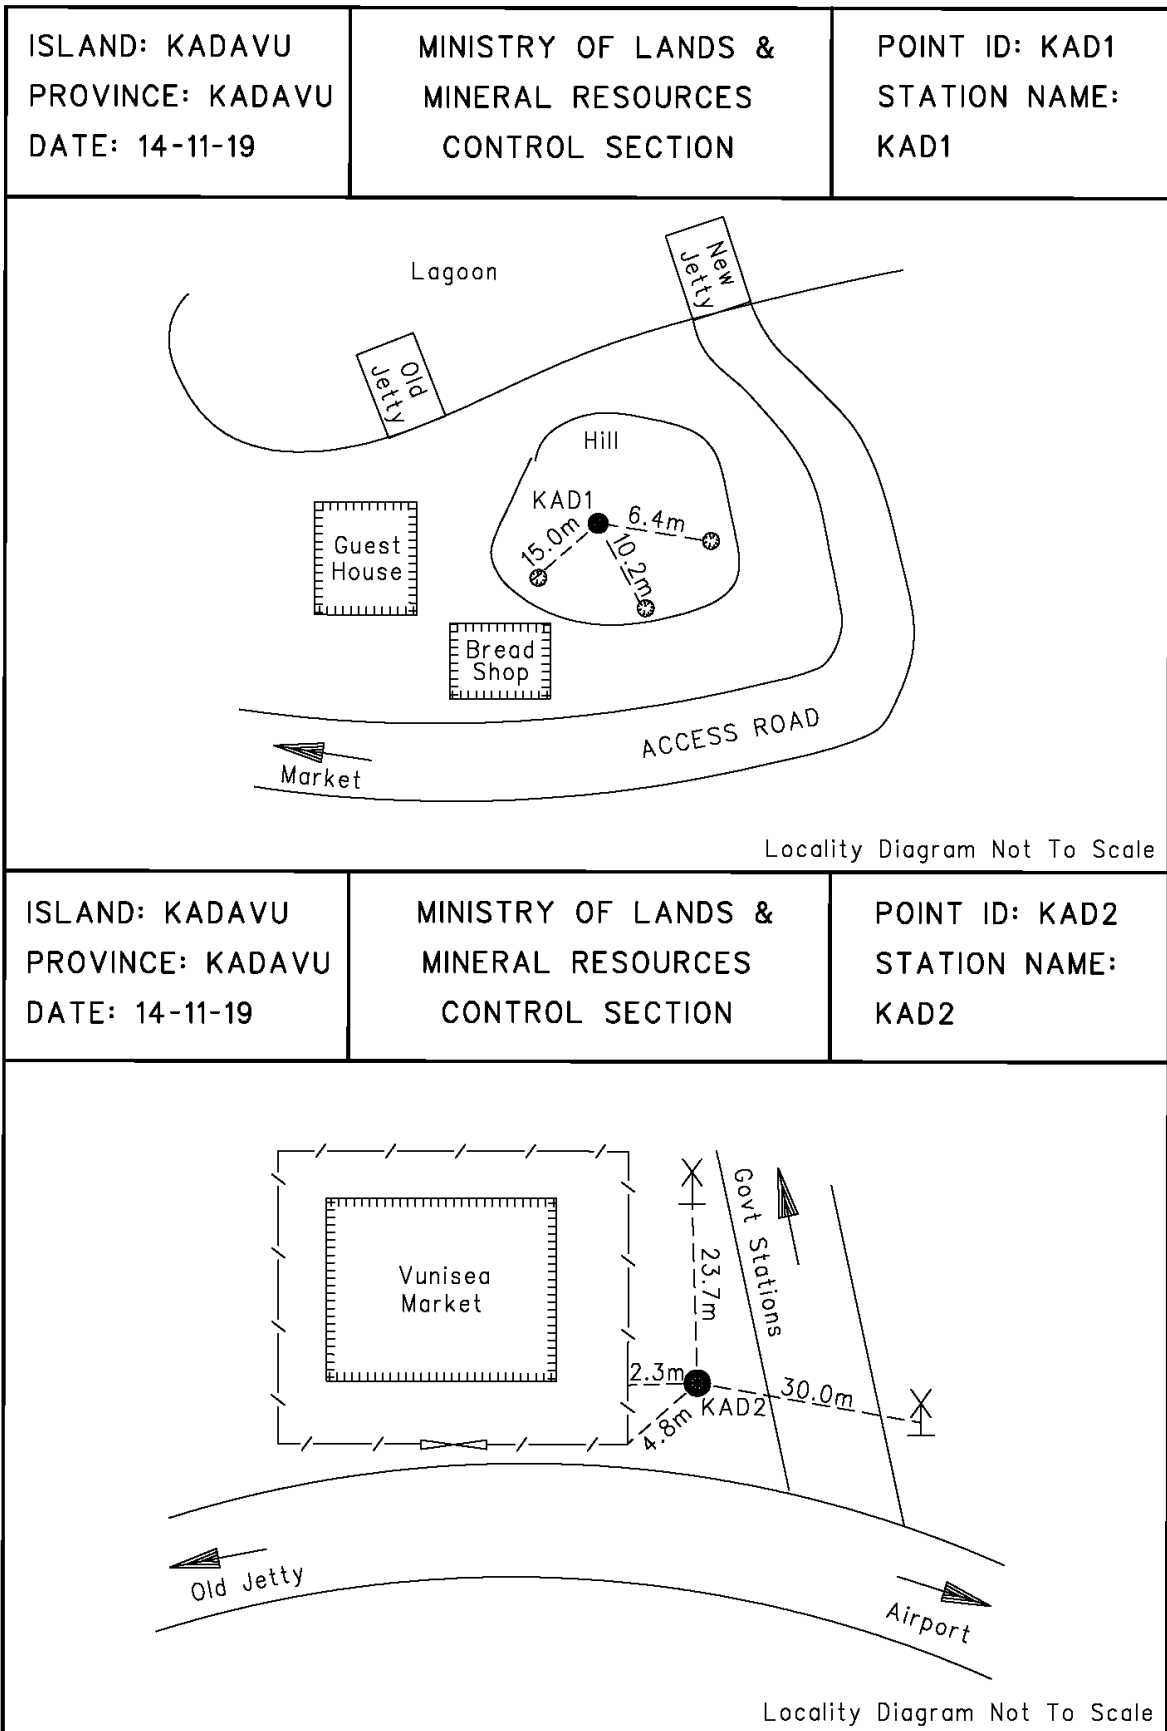 ISLAND: KADAVU
PROVINCE: KADAVU
DATE: 14-11-19
MINISTRY OF LANDS &
MINERAL RESOURCES
CONTROL SECTION
POINT ID: KAD1
STATION NAME:
KAD1
Lagoon
New
Jetty
Old
Jetty
Hill
KAD1
6.4m
15.0m
10.2m
Guest
House
Bread
Shop
ACCESS ROAD
Market
Locality Diagram Not To Scale
ISLAND: KADAVU
PROVINCE: KADAVU
DATE: 14-11-19
MINISTRY OF LANDS &
MINERAL RESOURCES
CONTROL SECTION
POINT ID: KAD2
STATION NAME:
KAD2
Govt Stations
23.7m
Vunisea
Market
2.3m
KAD2
30.0m
4.8m
Old Jetty
Airport
Locality Diagram Not To Scale